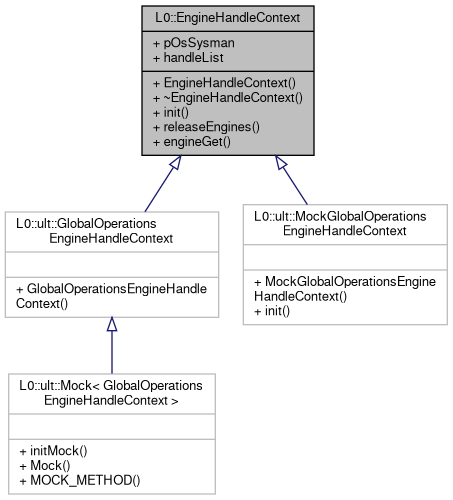 L0::EngineHandleContext
+ pOsSysman
+ handleList
+ EngineHandleContext()
+ ~EngineHandleContext()
+ init()
+ releaseEngines()
+ engineGet()
L0::ult::GlobalOperations
EngineHandleContext
+ GlobalOperationsEngineHandle
Context()
L0::ult::MockGlobalOperations
EngineHandleContext
+ MockGlobalOperationsEngine
HandleContext()
+ init()
L0::ult::Mock< GlobalOperations
EngineHandleContext >
+ initMock()
+ Mock()
+ MOCK_METHOD()